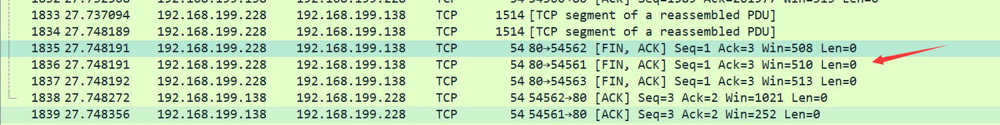 1833 27.737094 192.168.199.228 192.168.199.138 TCP 1514 [TCP segment of a reassembled PDU]
1834 27.748189 192.168.199.228 192.168.199.138 TCP 1514 [TCP segment of a reassembled PDU]
1835 27.748191 192.168.199.228 192.168.199.138 TCP 54 80→54562 [FIN, ACK] Seq=1 Ack=3 Win=508 Len=0
1836 27.748191 192.168.199.228 192.168.199.138 TCP 54 80→54561 [FIN, ACK] Seq=1 Ack=3 Win=510 Len=0
1837 27.748192 192.168.199.228 192.168.199.138 TCP 54 80→54563 [FIN, ACK] Seq=1 Ack=3 Win=513 Len=0
1838 27.748272 192.168.199.138 192.168.199.228 TCP 54 54562→80 [ACK] Seq=3 Ack=2 Win=1021 Len=0
1839 27.748356 192.168.199.138 192.168.199.228 TCP 54 54561→80 [ACK] Seq=3 Ack=2 Win=252 Len=0